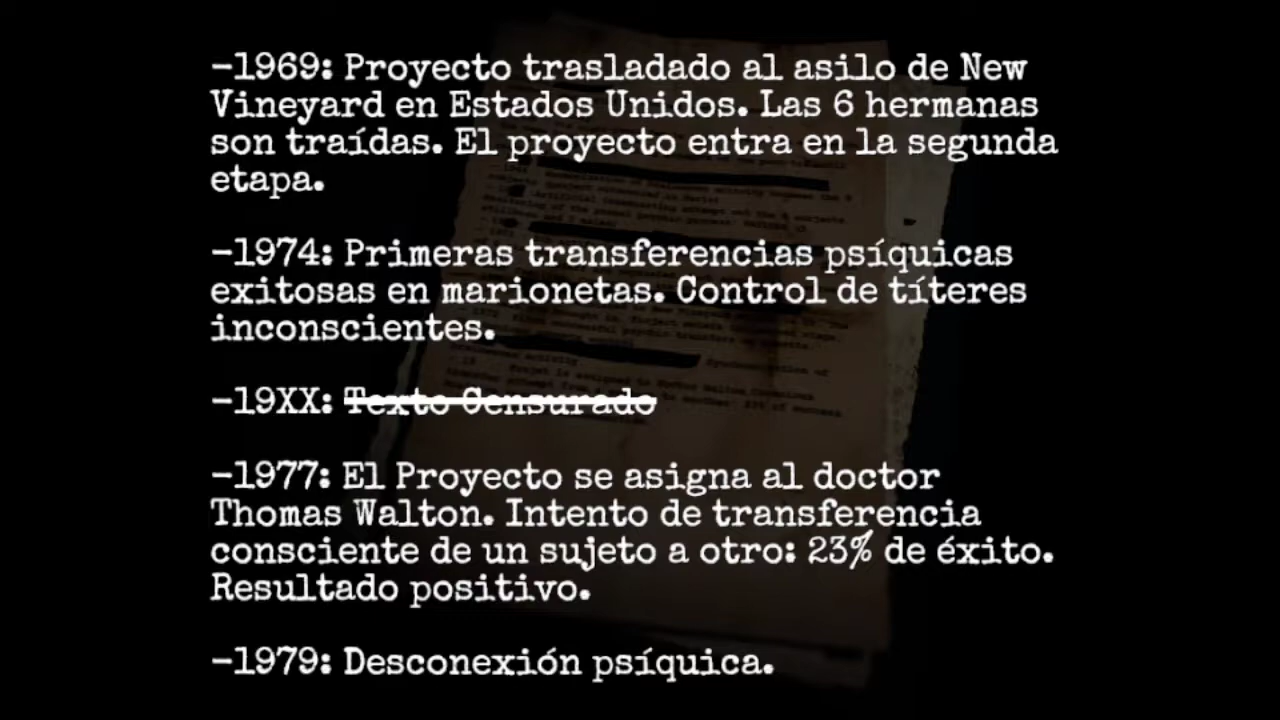 -1969: Proyecto trasladado al asilo de New
Vineyard en Estados Unidos. Las 6 hermanas
son traídas. El proyecto entra en la segunda
etapa.
-1974: Primeras transferencias psíquicas
exitosas en marionetas. Control de títeres
inconscientes.
-19XX: Texto Censurado
-1977: El Proyecto se asigna al doctor
Thomas Walton. Intento de transferencia
consciente de un sujeto a otro: 23% de éxito.
Resultado positivo.
-1979: Desconexión psíquica.